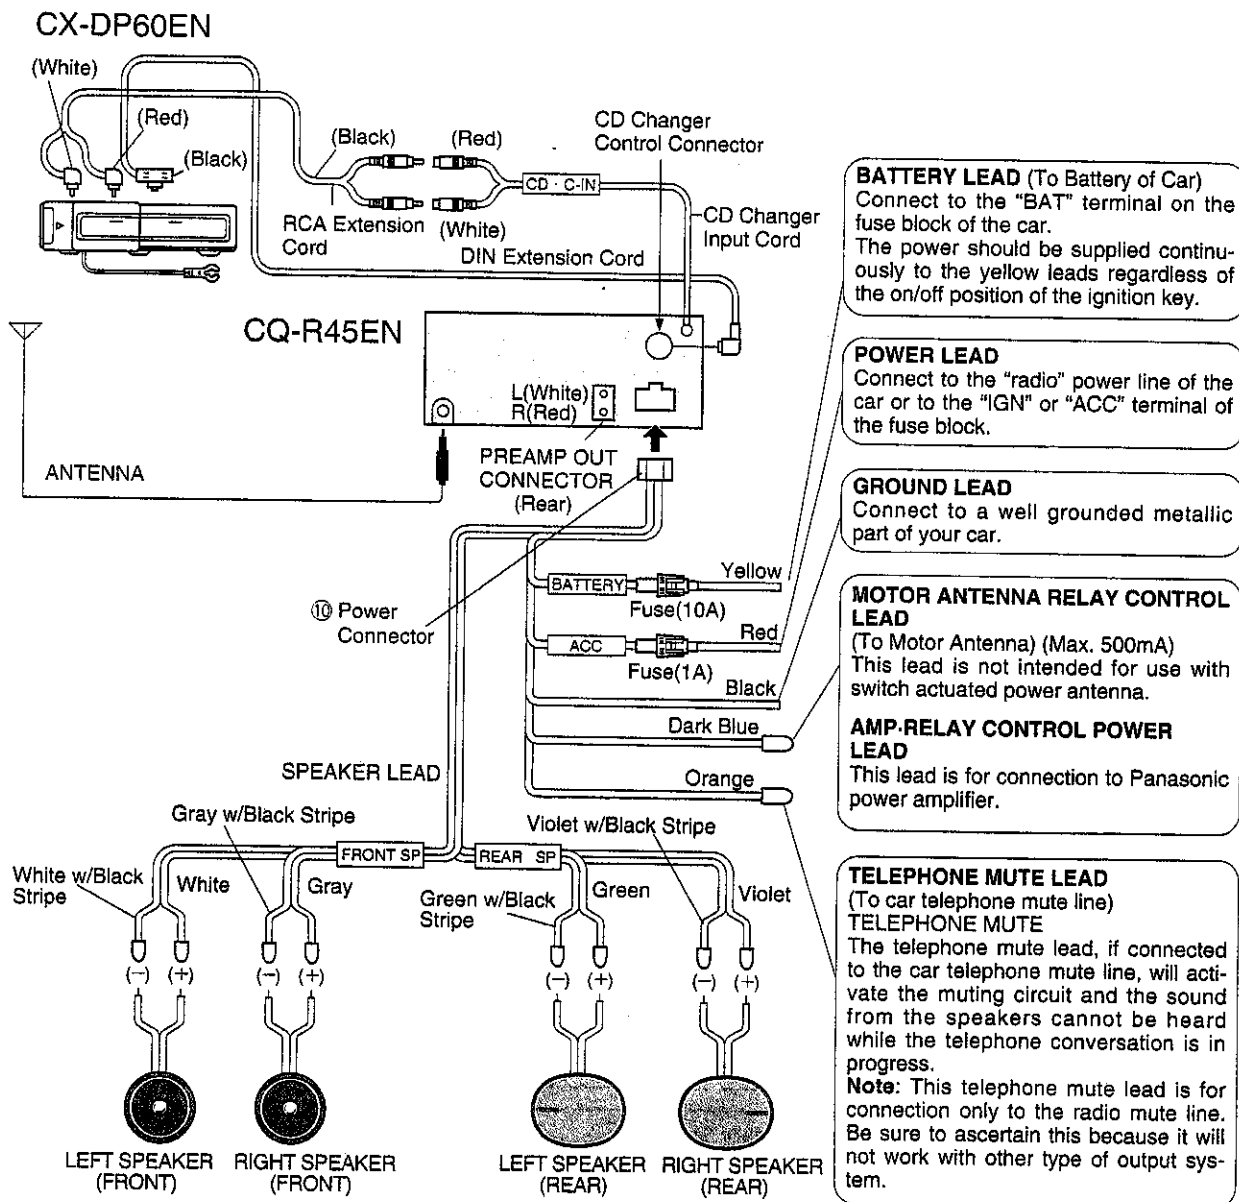 CX-DP60EN
(White)
(Red)
(Black)
(Black)
(Red)
CD Changer
Control Connector
CD · C-IN
RCA Extension
Cord
(White)
CD Changer
Input Cord
DIN Extension Cord
CQ-R45EN
L(White)
R(Red)
ANTENNA
PREAMP OUT
CONNECTOR
(Rear)
⑩ Power
Connector
BATTERY
Yellow
Fuse(10A)
ACC
Red
Fuse(1A)
Black
Dark Blue
Orange
SPEAKER LEAD
Gray w/Black Stripe
Violet w/Black Stripe
FRONT SP
REAR SP
White w/Black
Stripe
White
Gray
Green w/Black
Stripe
Green
Violet
(−) (+)
(−) (+)
(−) (+)
(−) (+)
LEFT SPEAKER
(FRONT)
RIGHT SPEAKER
(FRONT)
LEFT SPEAKER
(REAR)
RIGHT SPEAKER
(REAR)
BATTERY LEAD (To Battery of Car)
Connect to the “BAT” terminal on the
fuse block of the car.
The power should be supplied continu-
ously to the yellow leads regardless of
the on/off position of the ignition key.
POWER LEAD
Connect to the “radio” power line of the
car or to the “IGN” or “ACC” terminal of
the fuse block.
GROUND LEAD
Connect to a well grounded metallic
part of your car.
MOTOR ANTENNA RELAY CONTROL
LEAD
(To Motor Antenna) (Max. 500mA)
This lead is not intended for use with
switch actuated power antenna.
AMP·RELAY CONTROL POWER
LEAD
This lead is for connection to Panasonic
power amplifier.
TELEPHONE MUTE LEAD
(To car telephone mute line)
TELEPHONE MUTE
The telephone mute lead, if connected
to the car telephone mute line, will acti-
vate the muting circuit and the sound
from the speakers cannot be heard
while the telephone conversation is in
progress.
Note: This telephone mute lead is for
connection only to the radio mute line.
Be sure to ascertain this because it will
not work with other type of output sys-
tem.